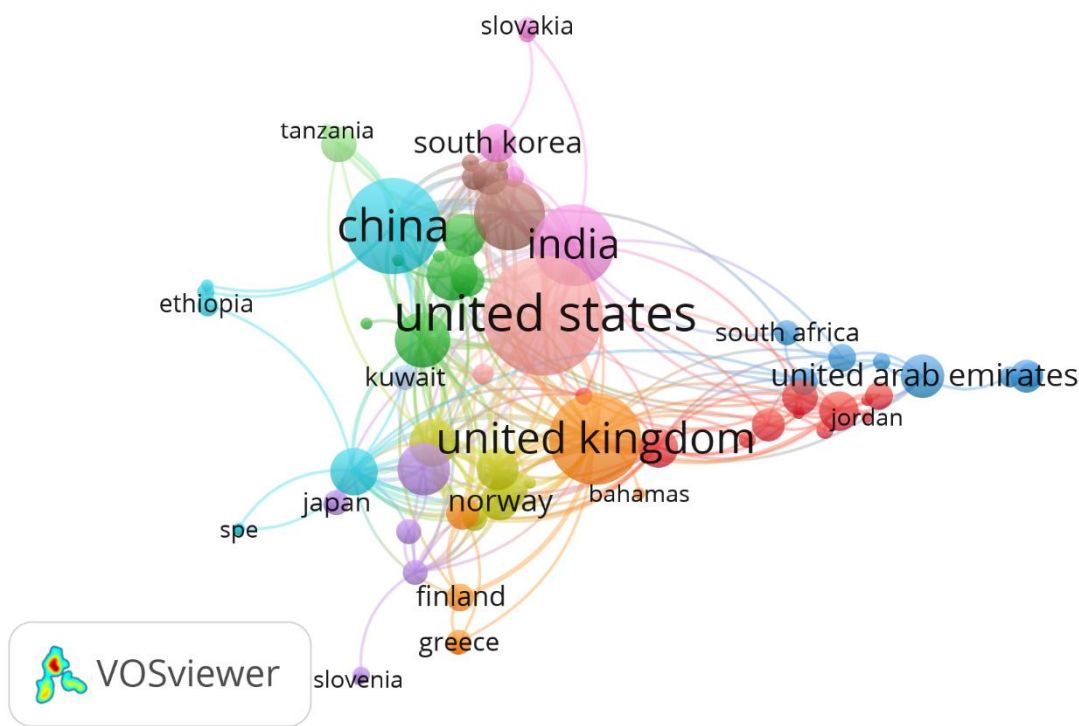 slovakia
tanzania
south korea
china
india
ethiopia
united states
south africa
kuwait
united arab emirates
jordan
united kingdom
bahamas
japan
norway
spe
finland
greece
VOSviewer
slovenia